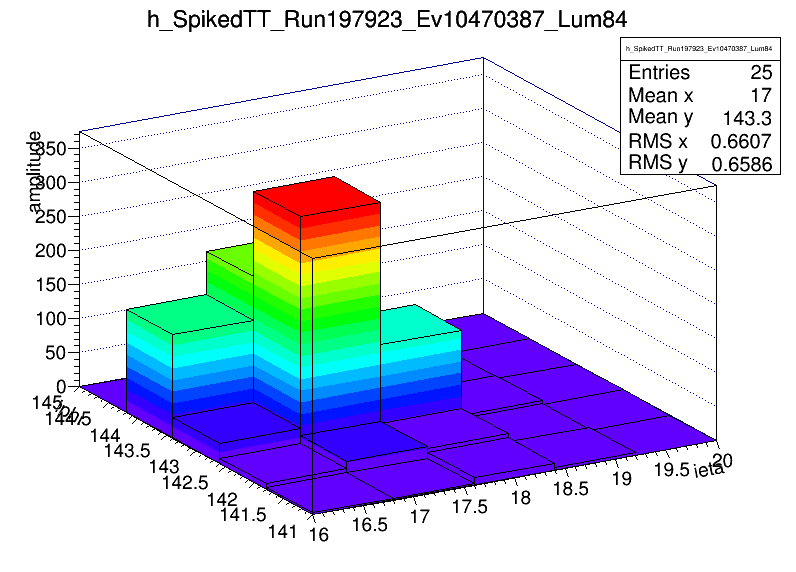 h_SpikedTT_Run197923_Ev10470387_Lum84
h_SpikedTT_Run197923_Ev10470387_Lum84
Entries 25
Mean x 17
Mean y 143.3
RMS x 0.6607
RMS y 0.6586
amplitude
350
300
250
200
150
100
50
0
145
144.5
144
143.5
143
142.5
142
141.5
141
16
16.5
17
17.5
18
18.5
19
19.5
20
ieta